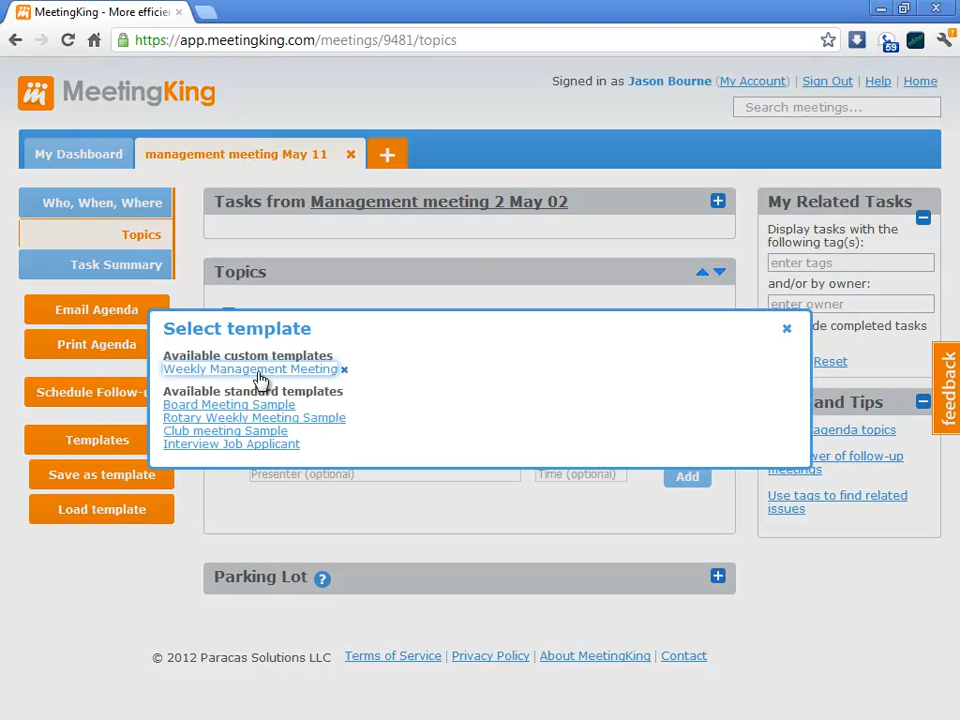 MeetingKing - More efficie
https://app.meetingking.com/meetings/9481/topics
59
MeetingKing
Signed in as Jason Bourne (My Account) | Sign Out | Help | Home
Search meetings...
My Dashboard
management meeting May 11
Who, When, Where
Topics
Task Summary
Email Agenda
Print Agenda
Schedule Follow-u
Templates
Save as template
Load template
Tasks from Management meeting 2 May 02
Topics
Select template
Available custom templates
Weekly Management Meeting
Available standard templates
Board Meeting Sample
Rotary Weekly Meeting Sample
Club meeting Sample
Interview Job Applicant
Presenter (optional)
Time (optional)
Add
Parking Lot ?
My Related Tasks
Display tasks with the
following tag(s):
enter tags
and/or by owner:
enter owner
de completed tasks
Reset
and Tips
agenda topics
wer of follow-up
meetings
Use tags to find related
issues
feedback
© 2012 Paracas Solutions LLC
Terms of Service | Privacy Policy | About MeetingKing | Contact